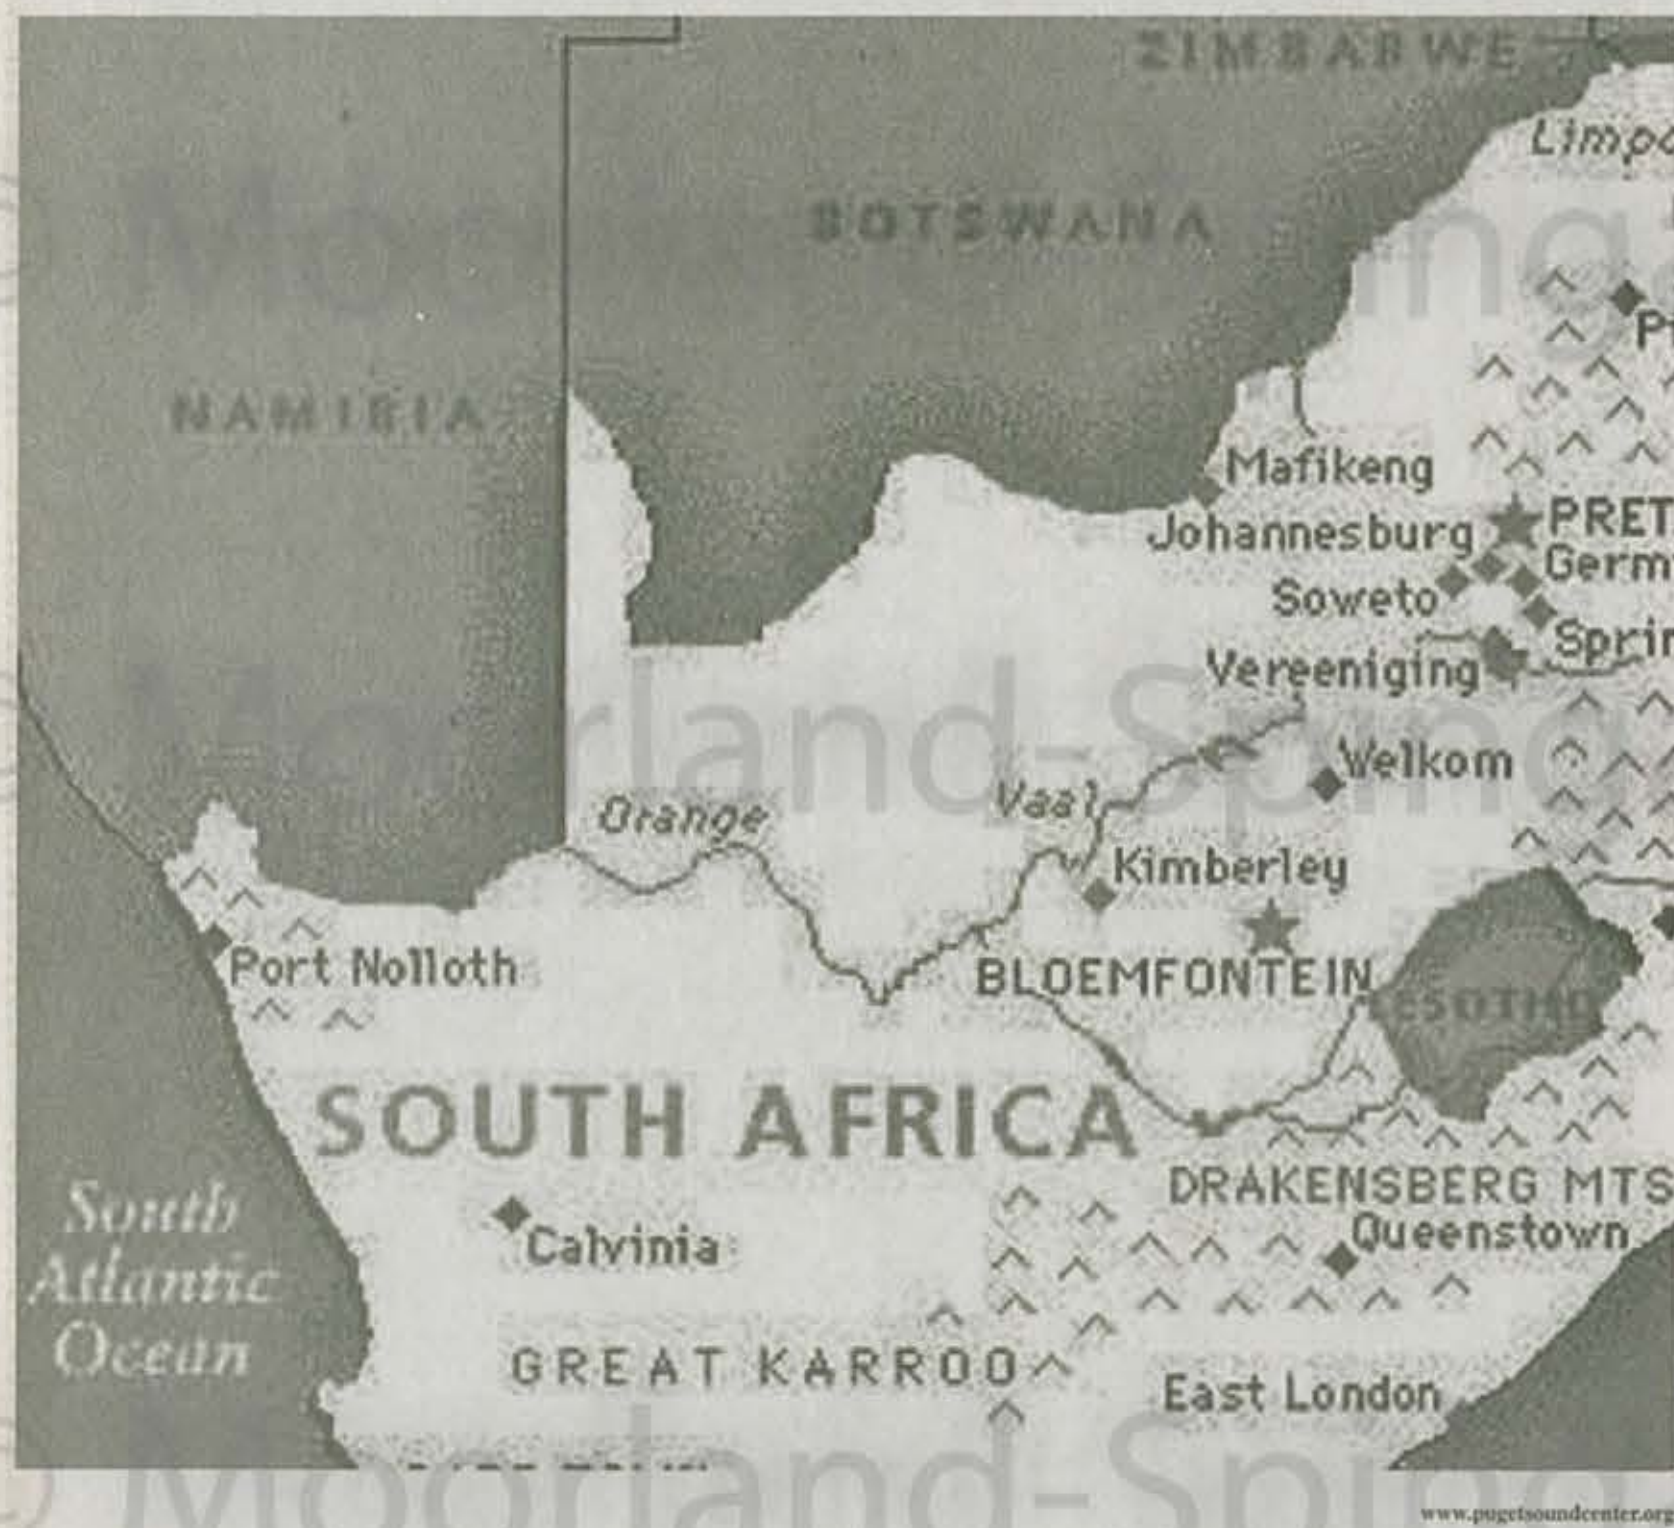 ZIMBABWE
Limpo
BOTSWANA
NAMIBIA
Mafikeng
Johannesburg
PRET
Germ
Soweto
Sprin
Vereeniging
Welkom
Orange
Vaal
Kimberley
Port Nolloth
BLOEMFONTEIN
LESOTHO
SOUTH AFRICA
DRAKENSBERG MTS
Queenstown
South
Atlantic
Ocean
Calvinia
GREAT KARROO
East London
www.pugetsoundcenter.org
Moorland-Sping